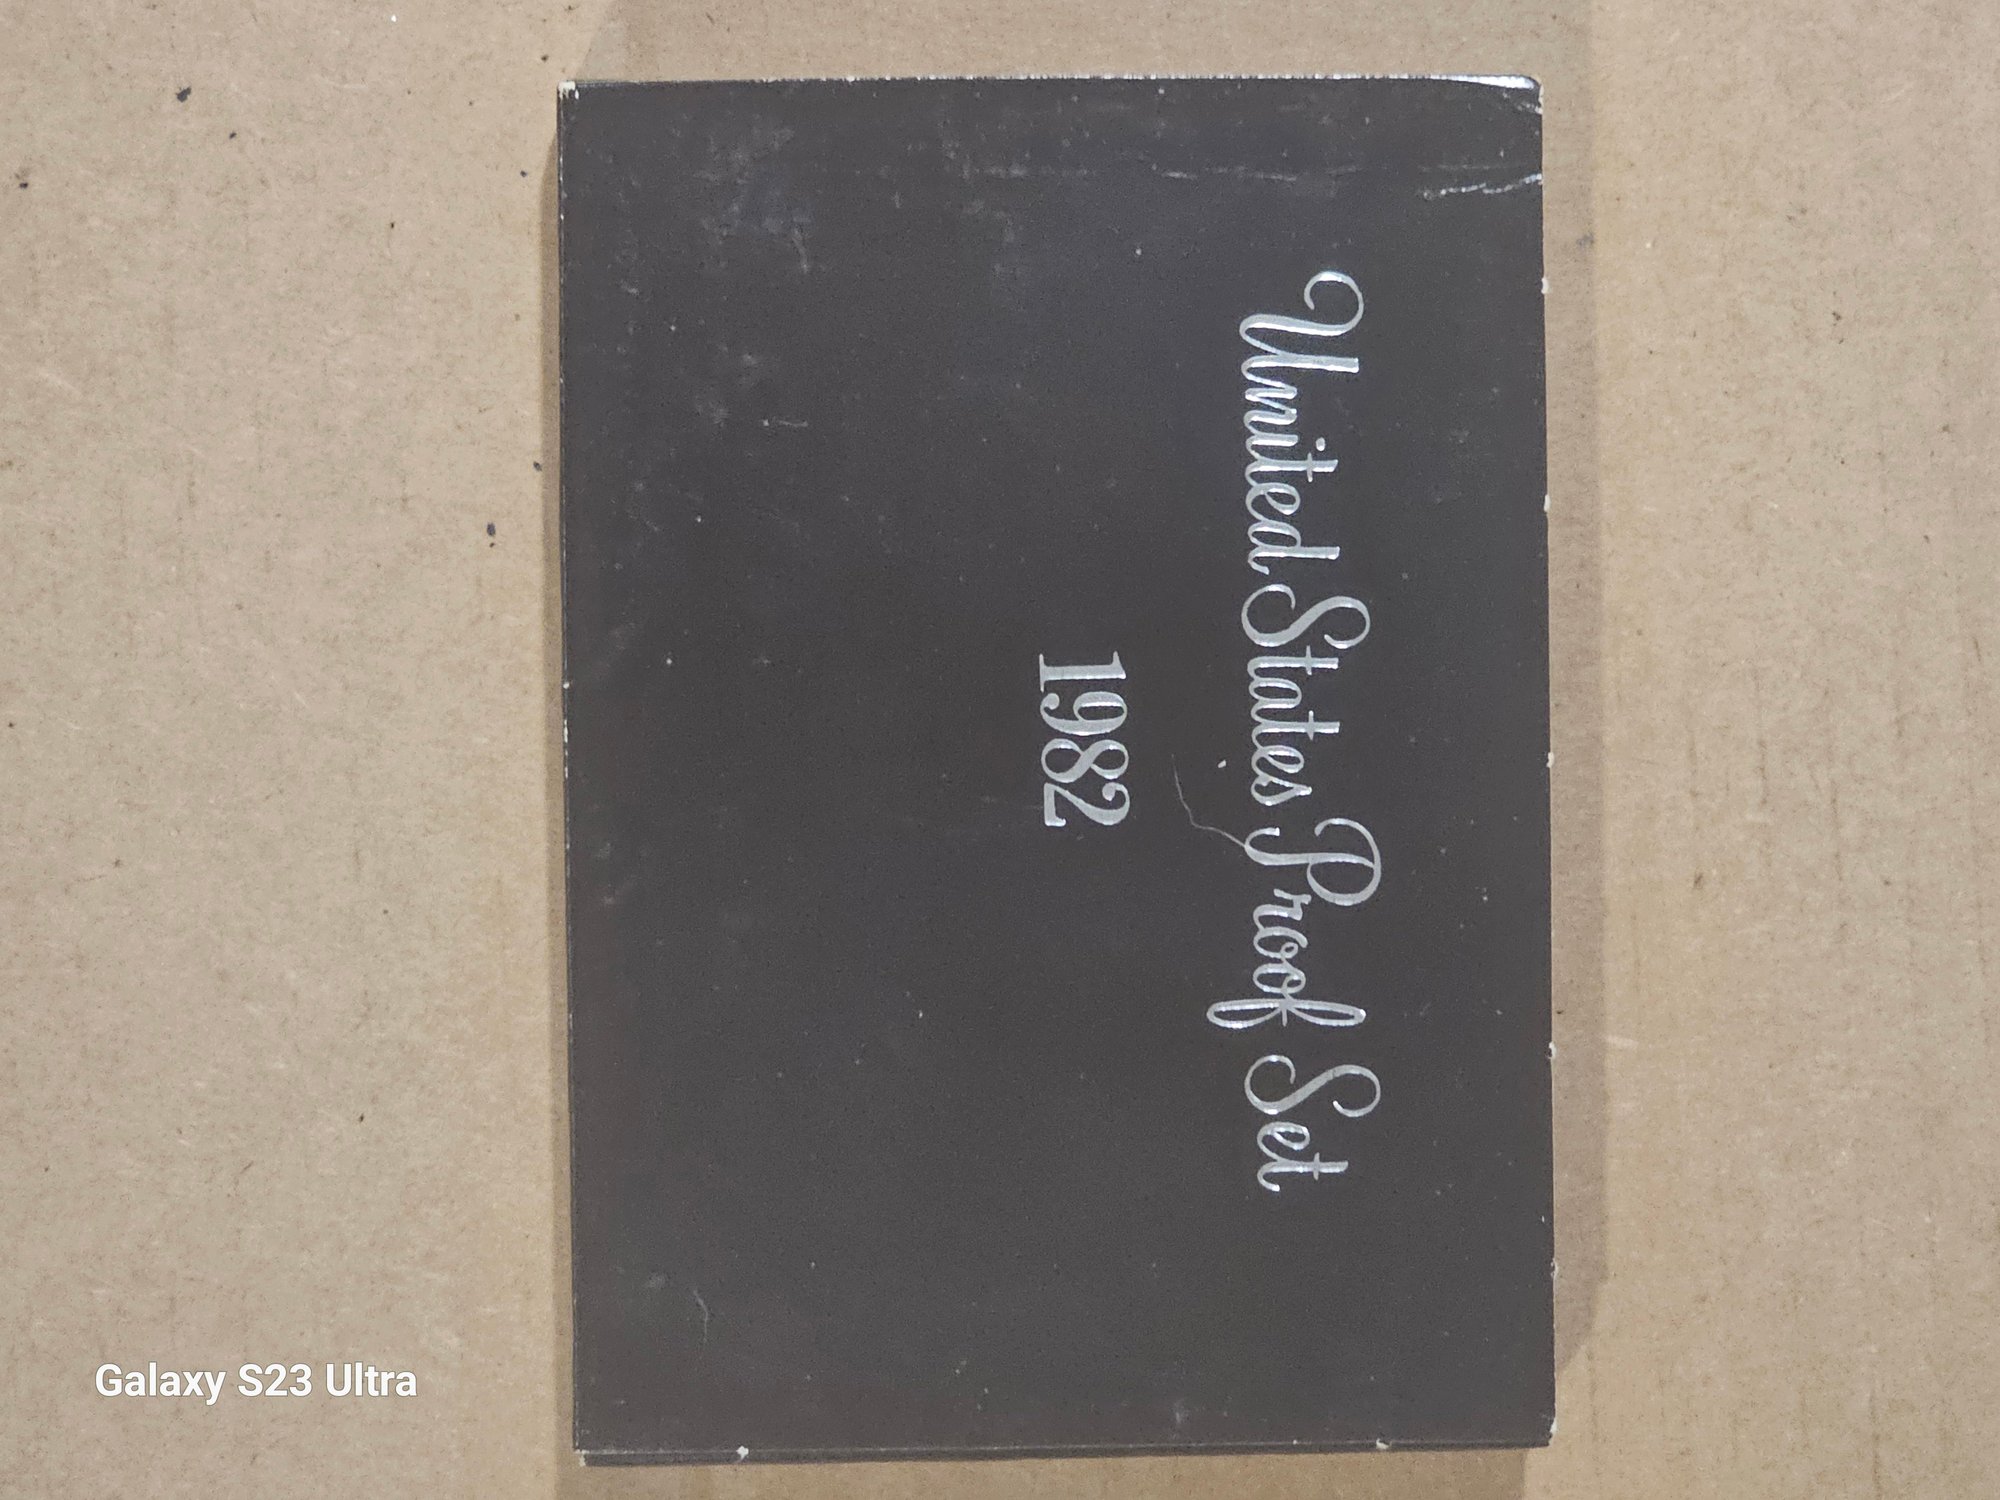 United States Proof Set
1982
Galaxy S23 Ultra